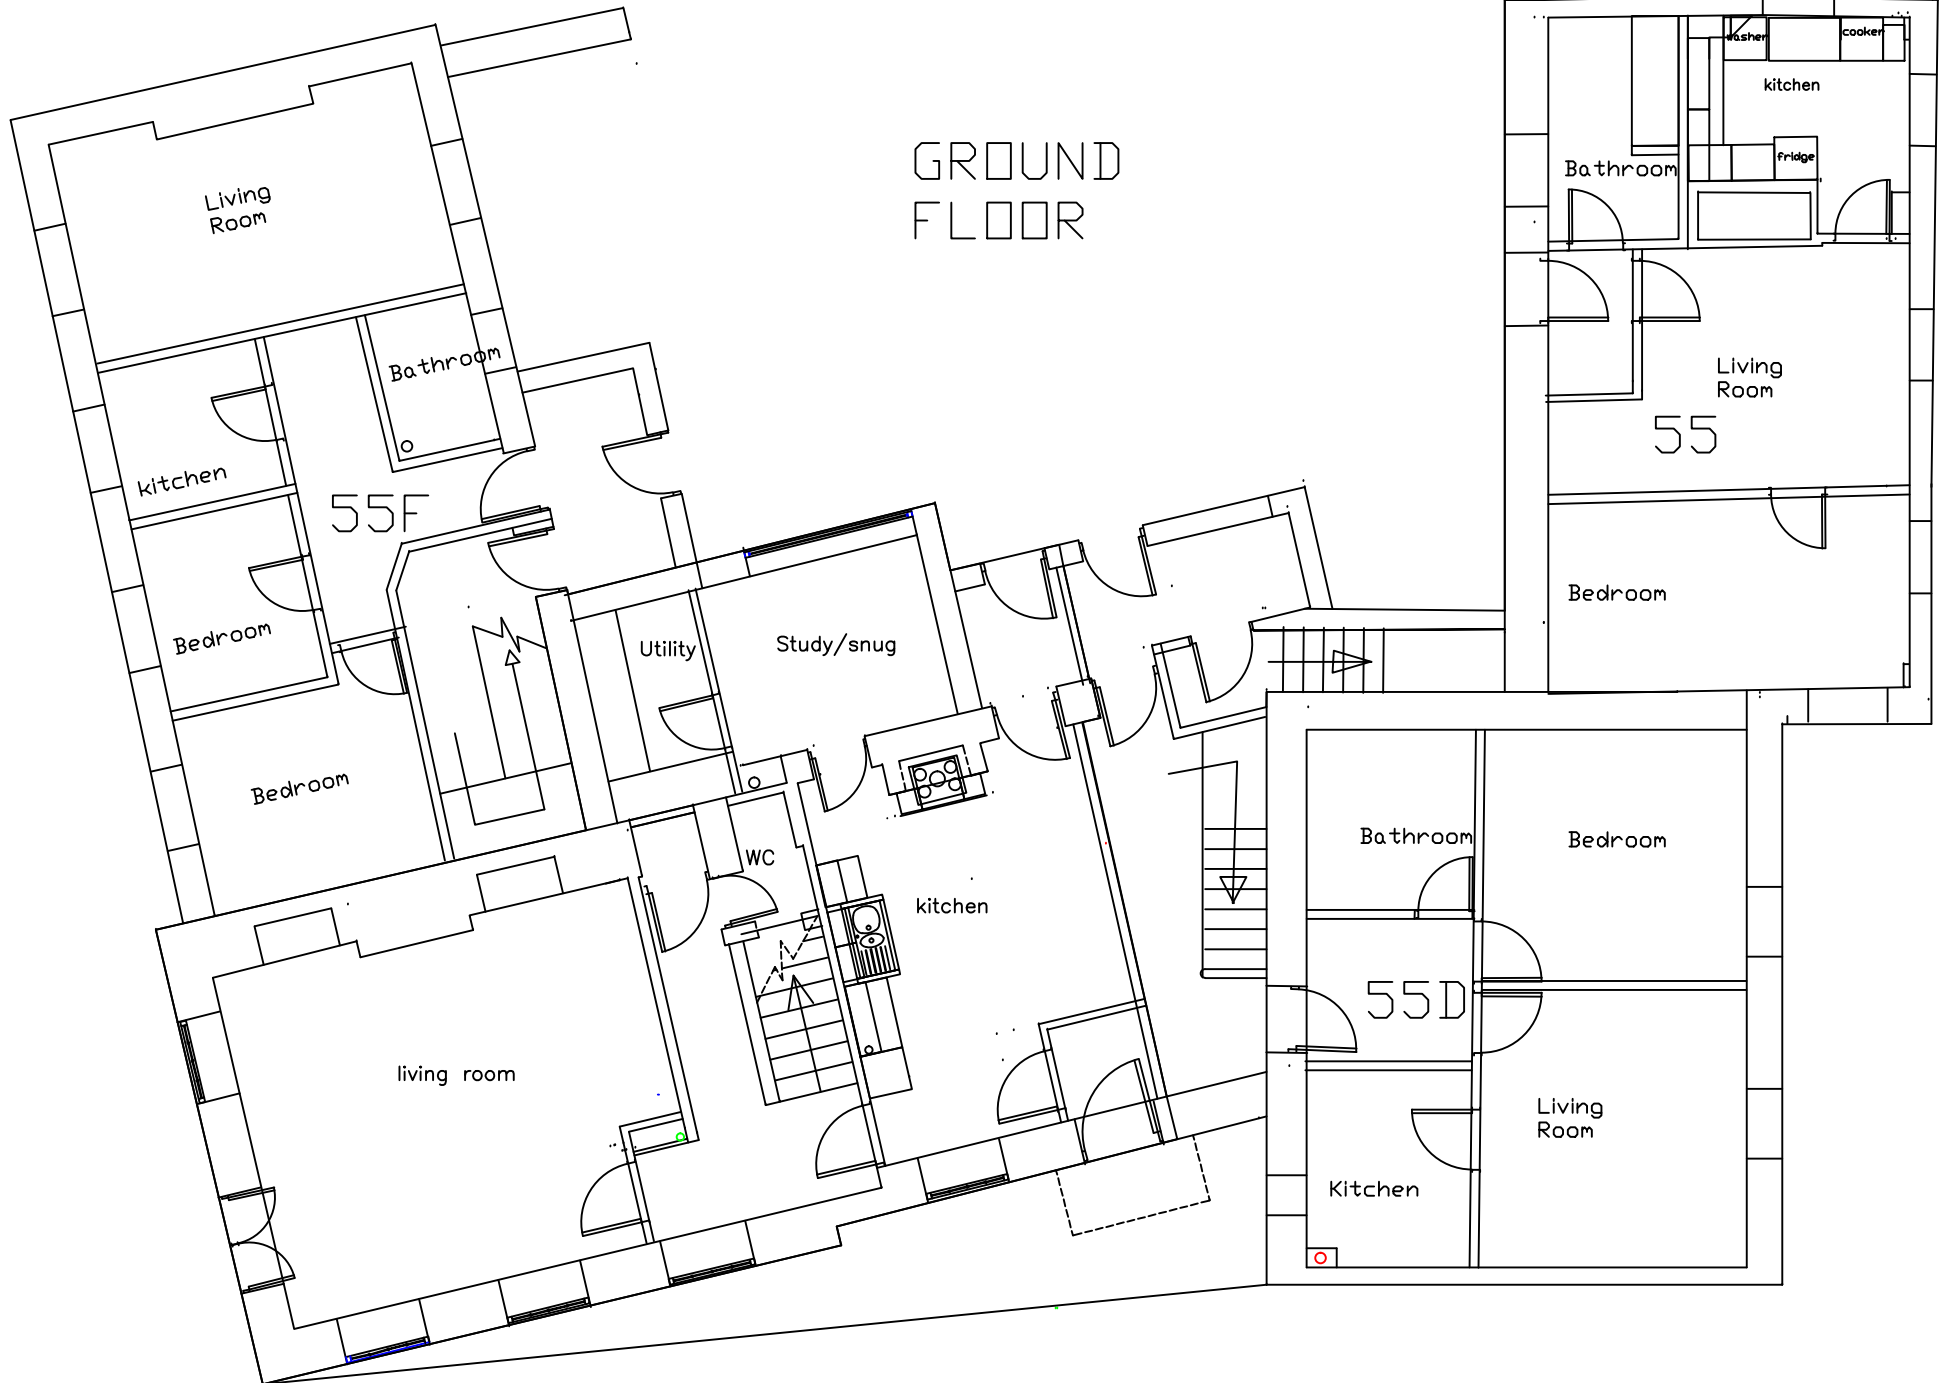 GROUND
FLOOR
washer
cooker
kitchen
fridge
Bathroom
Living
Room
55
Bedroom
Living
Room
Bathroom
kitchen
55F
Bedroom
Bedroom
Utility
Study/snug
WC
kitchen
living room
Bathroom
Bedroom
55D
Living
Room
Kitchen